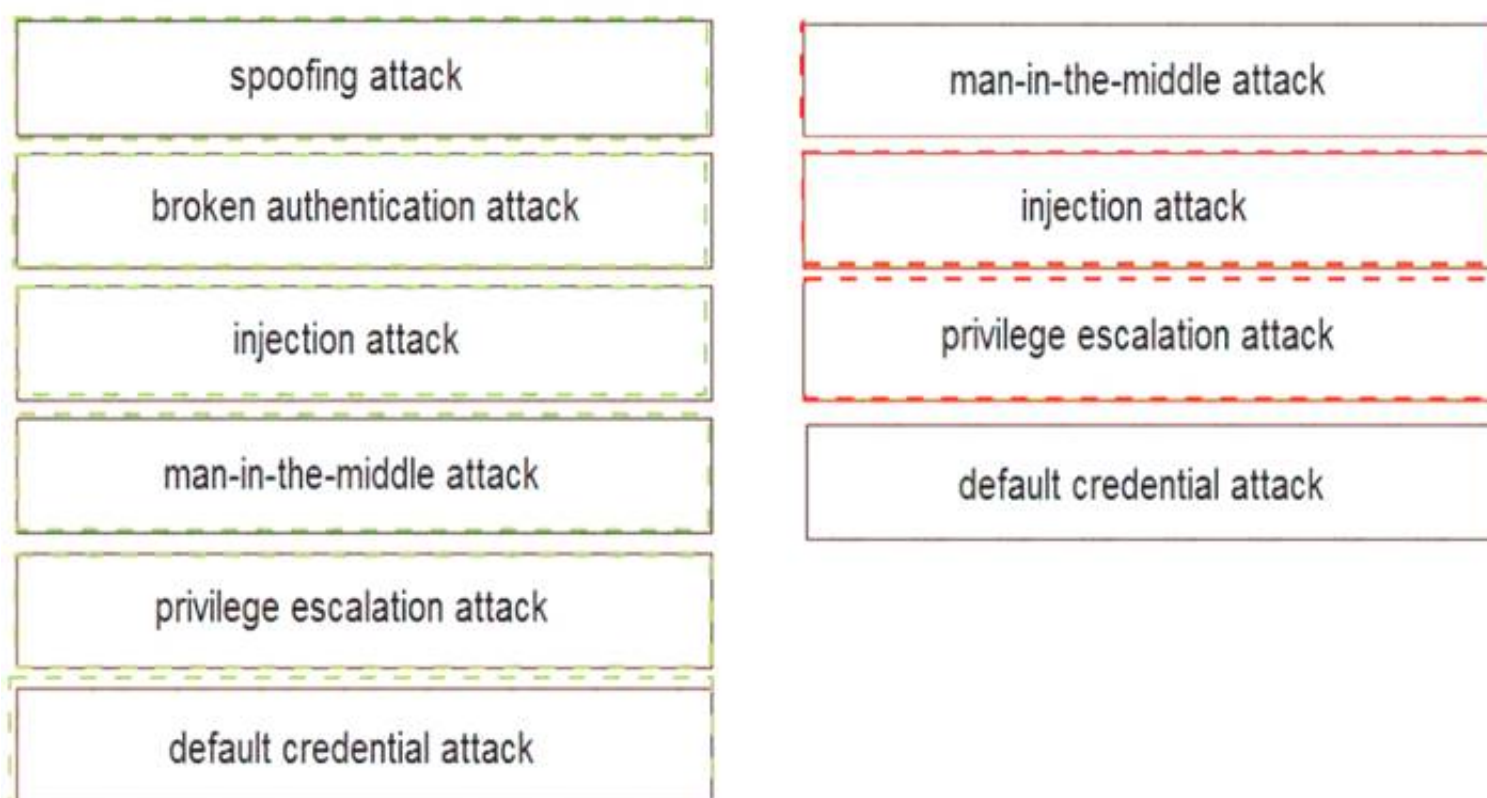 spoofing attack
broken authentication attack
injection attack
man-in-the-middle attack
privilege escalation attack
default credential attack
man-in-the-middle attack
injection attack
privilege escalation attack
default credential attack